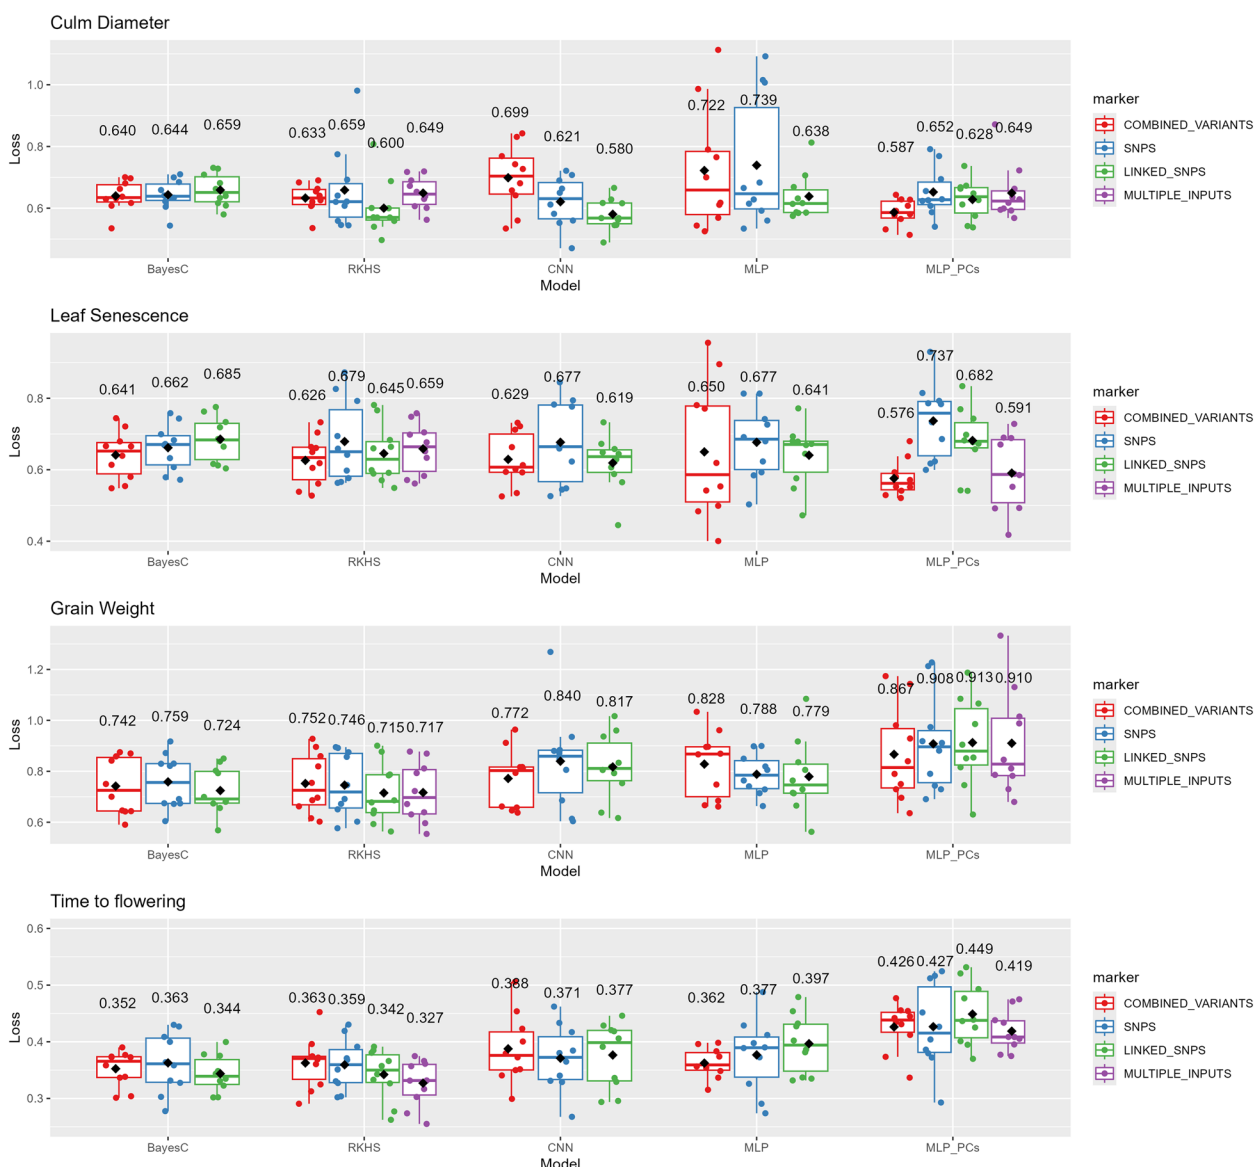 Culm Diameter
1.0
0.8
0.6
Loss
0.640 0.644 0.659 0.633 0.659 0.600 0.649 0.699 0.621 0.580 0.722 0.739 0.638 0.587 0.652 0.628 0.649
BayesC RKHS CNN MLP MLP_PCs
Model
marker
COMBINED_VARIANTS
SNPS
LINKED_SNPS
MULTIPLE_INPUTS
Leaf Senescence
0.8
0.6
0.4
Loss
0.641 0.662 0.685 0.626 0.679 0.645 0.659 0.629 0.677 0.619 0.650 0.677 0.641 0.576 0.737 0.682 0.591
BayesC RKHS CNN MLP MLP_PCs
Model
marker
COMBINED_VARIANTS
SNPS
LINKED_SNPS
MULTIPLE_INPUTS
Grain Weight
1.2
1.0
0.8
0.6
Loss
0.742 0.759 0.724 0.752 0.746 0.715 0.717 0.772 0.840 0.817 0.828 0.788 0.779 0.867 0.908 0.913 0.910
BayesC RKHS CNN MLP MLP_PCs
Model
marker
COMBINED_VARIANTS
SNPS
LINKED_SNPS
MULTIPLE_INPUTS
Time to flowering
0.6
0.5
0.4
0.3
Loss
0.352 0.363 0.344 0.363 0.359 0.342 0.327 0.388 0.371 0.377 0.362 0.377 0.397 0.426 0.427 0.449 0.419
BayesC RKHS CNN MLP MLP_PCs
Model
marker
COMBINED_VARIANTS
SNPS
LINKED_SNPS
MULTIPLE_INPUTS